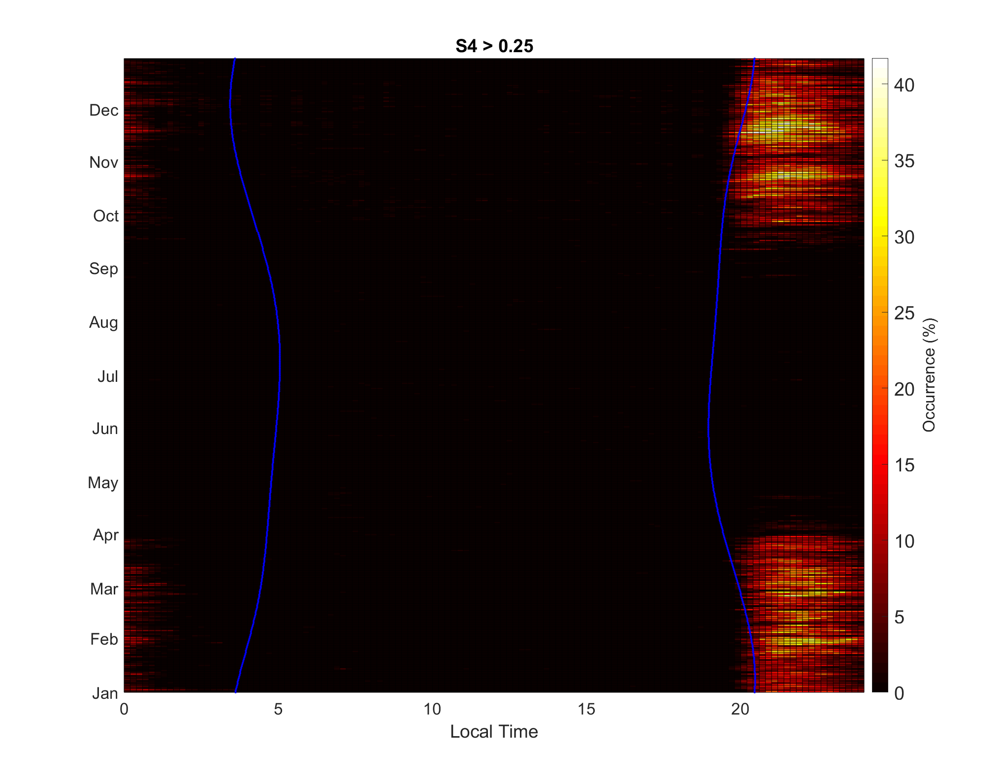 S4 > 0.25
Dec
Nov
Oct
Sep
Aug
Jul
Jun
May
Apr
Mar
Feb
Jan
0 5 10 15 20
Local Time
40
35
30
25
20
15
10
5
0
Occurrence (%)